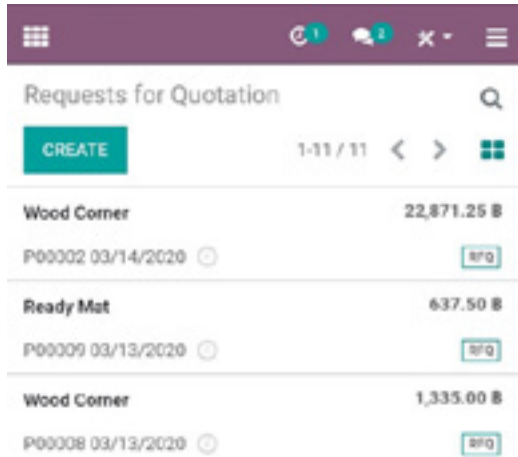 1 2
Requests for Quotation
CREATE 1-11 / 11
Wood Corner 22,871.25 B
P00002 03/14/2020 RFQ
Ready Mat 637.50 B
P00009 03/13/2020 RFQ
Wood Corner 1,335.00 B
P00008 03/13/2020 RFQ